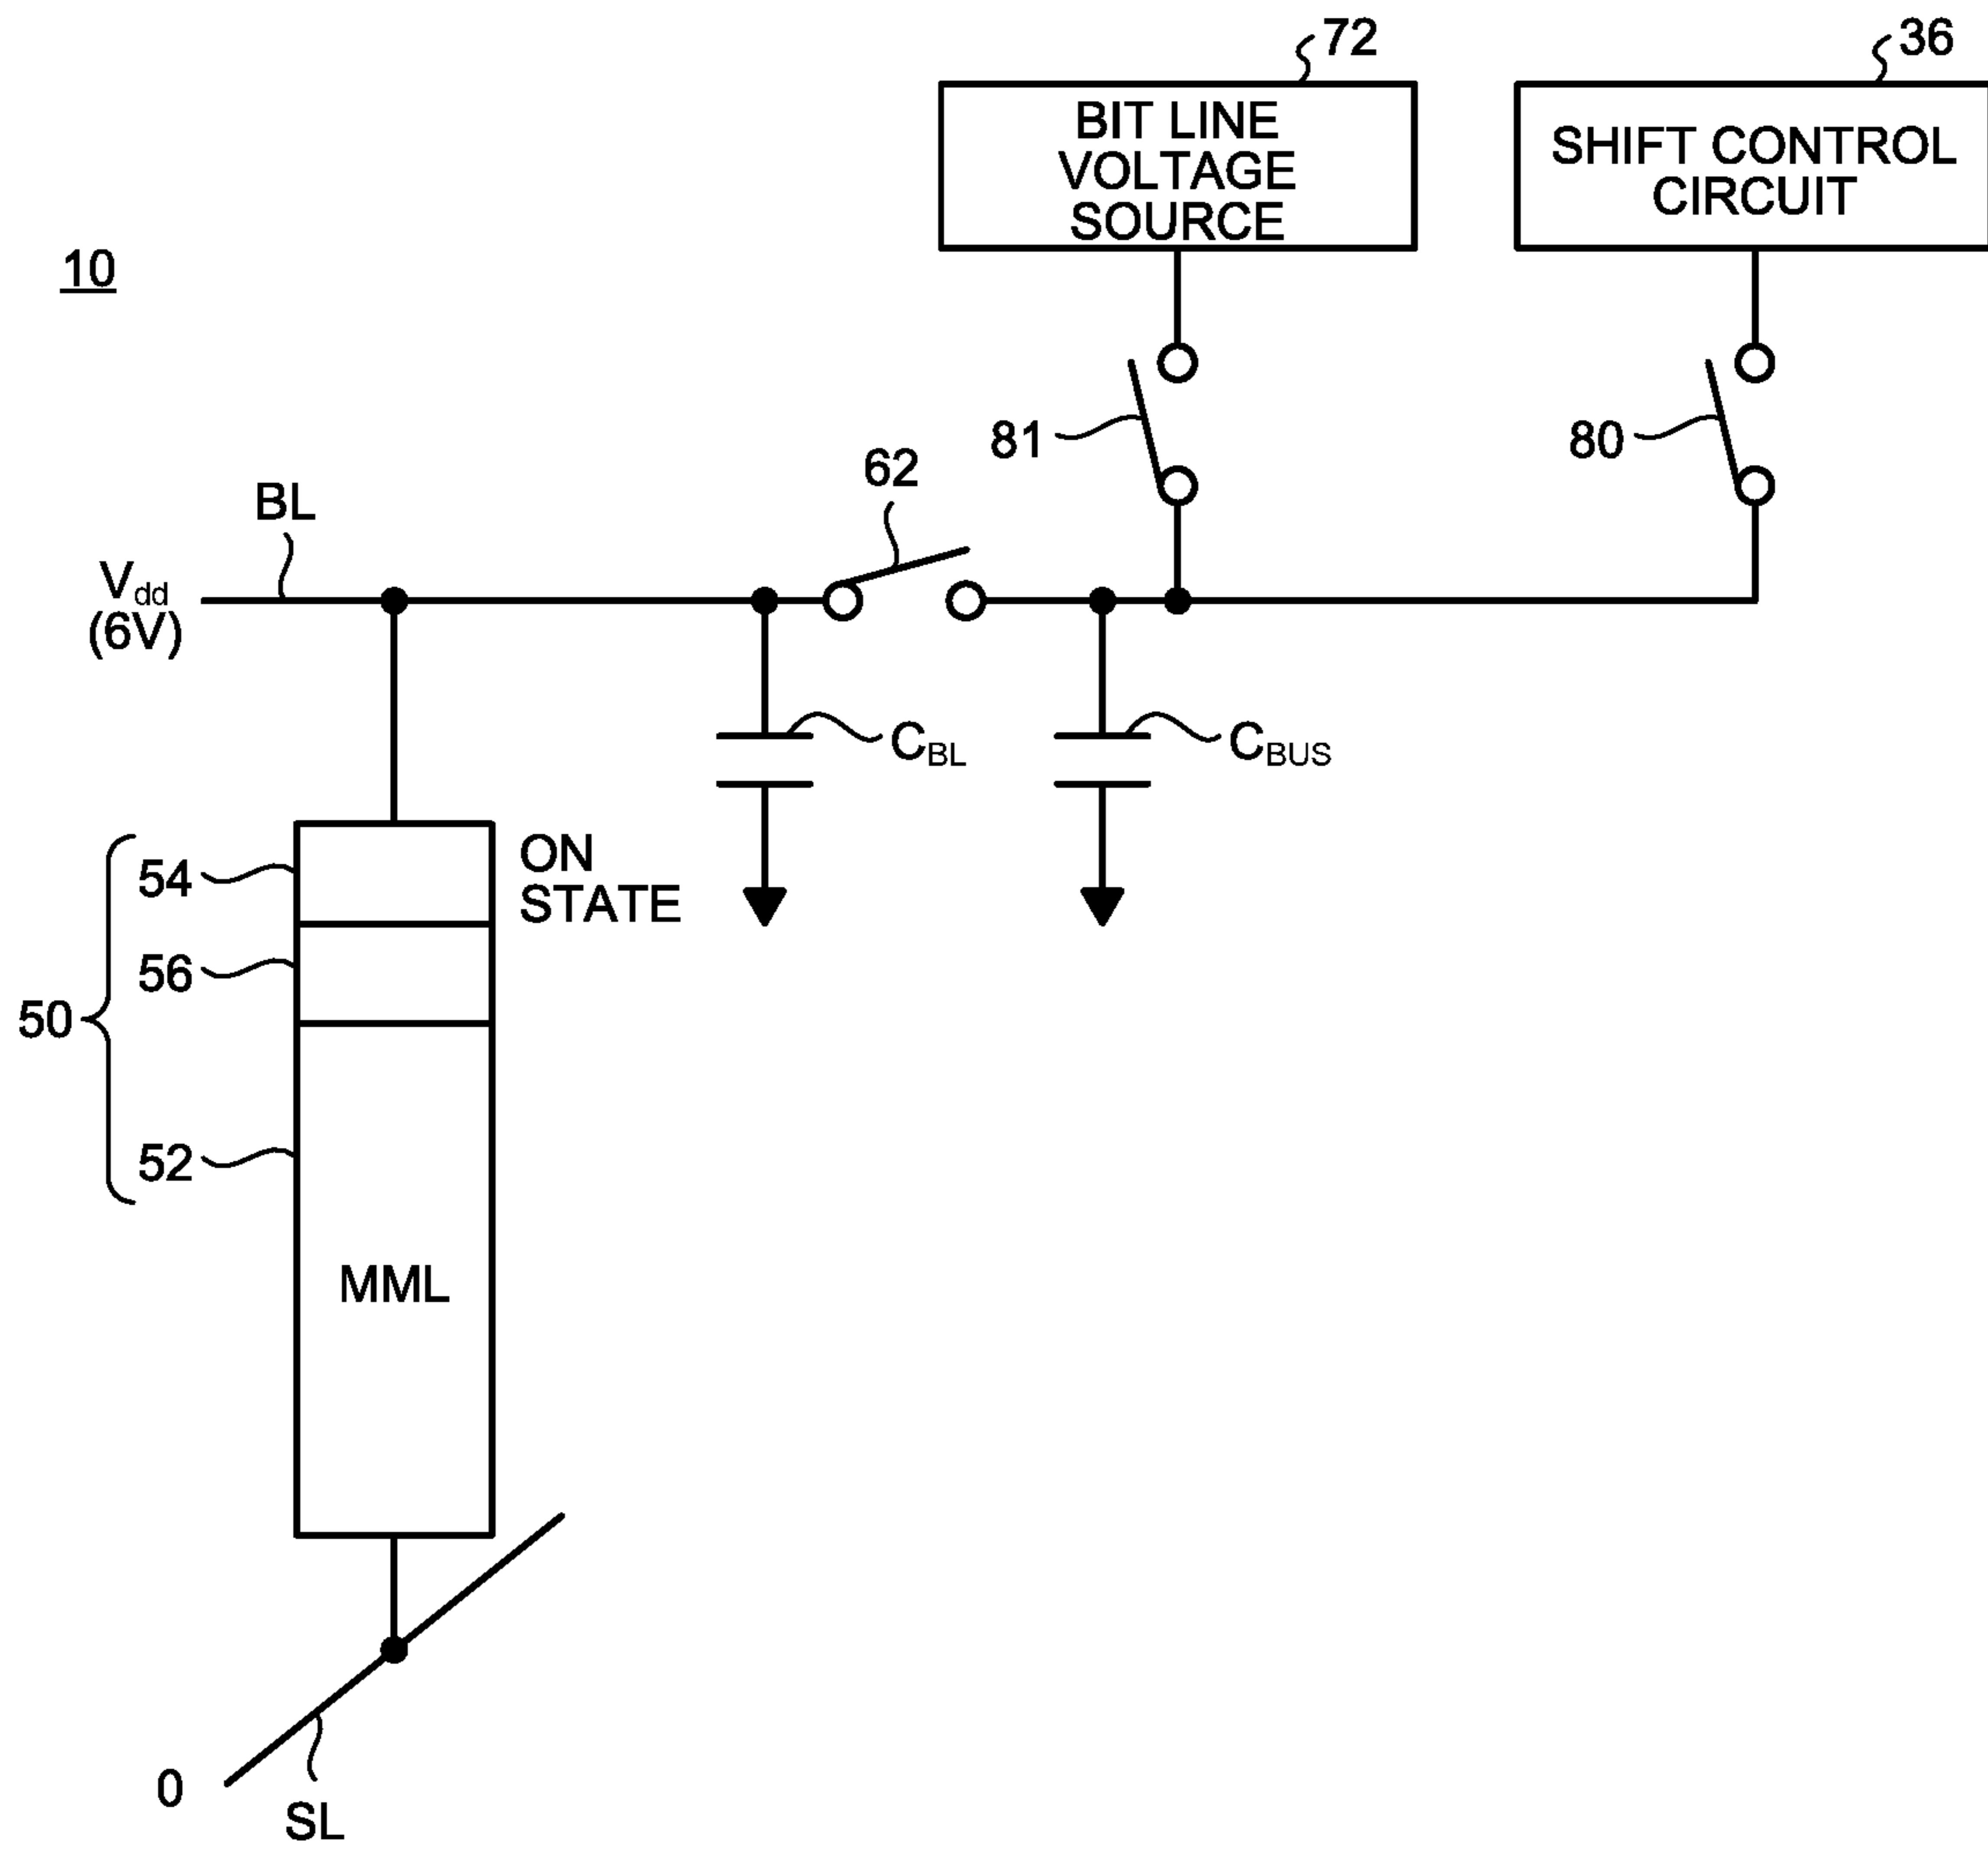 72
36
BIT LINE
VOLTAGE
SOURCE
SHIFT CONTROL
CIRCUIT
10
81
80
62
BL
Vdd
(6V)
CBL
CBUS
ON
STATE
54
56
50
52
MML
0
SL